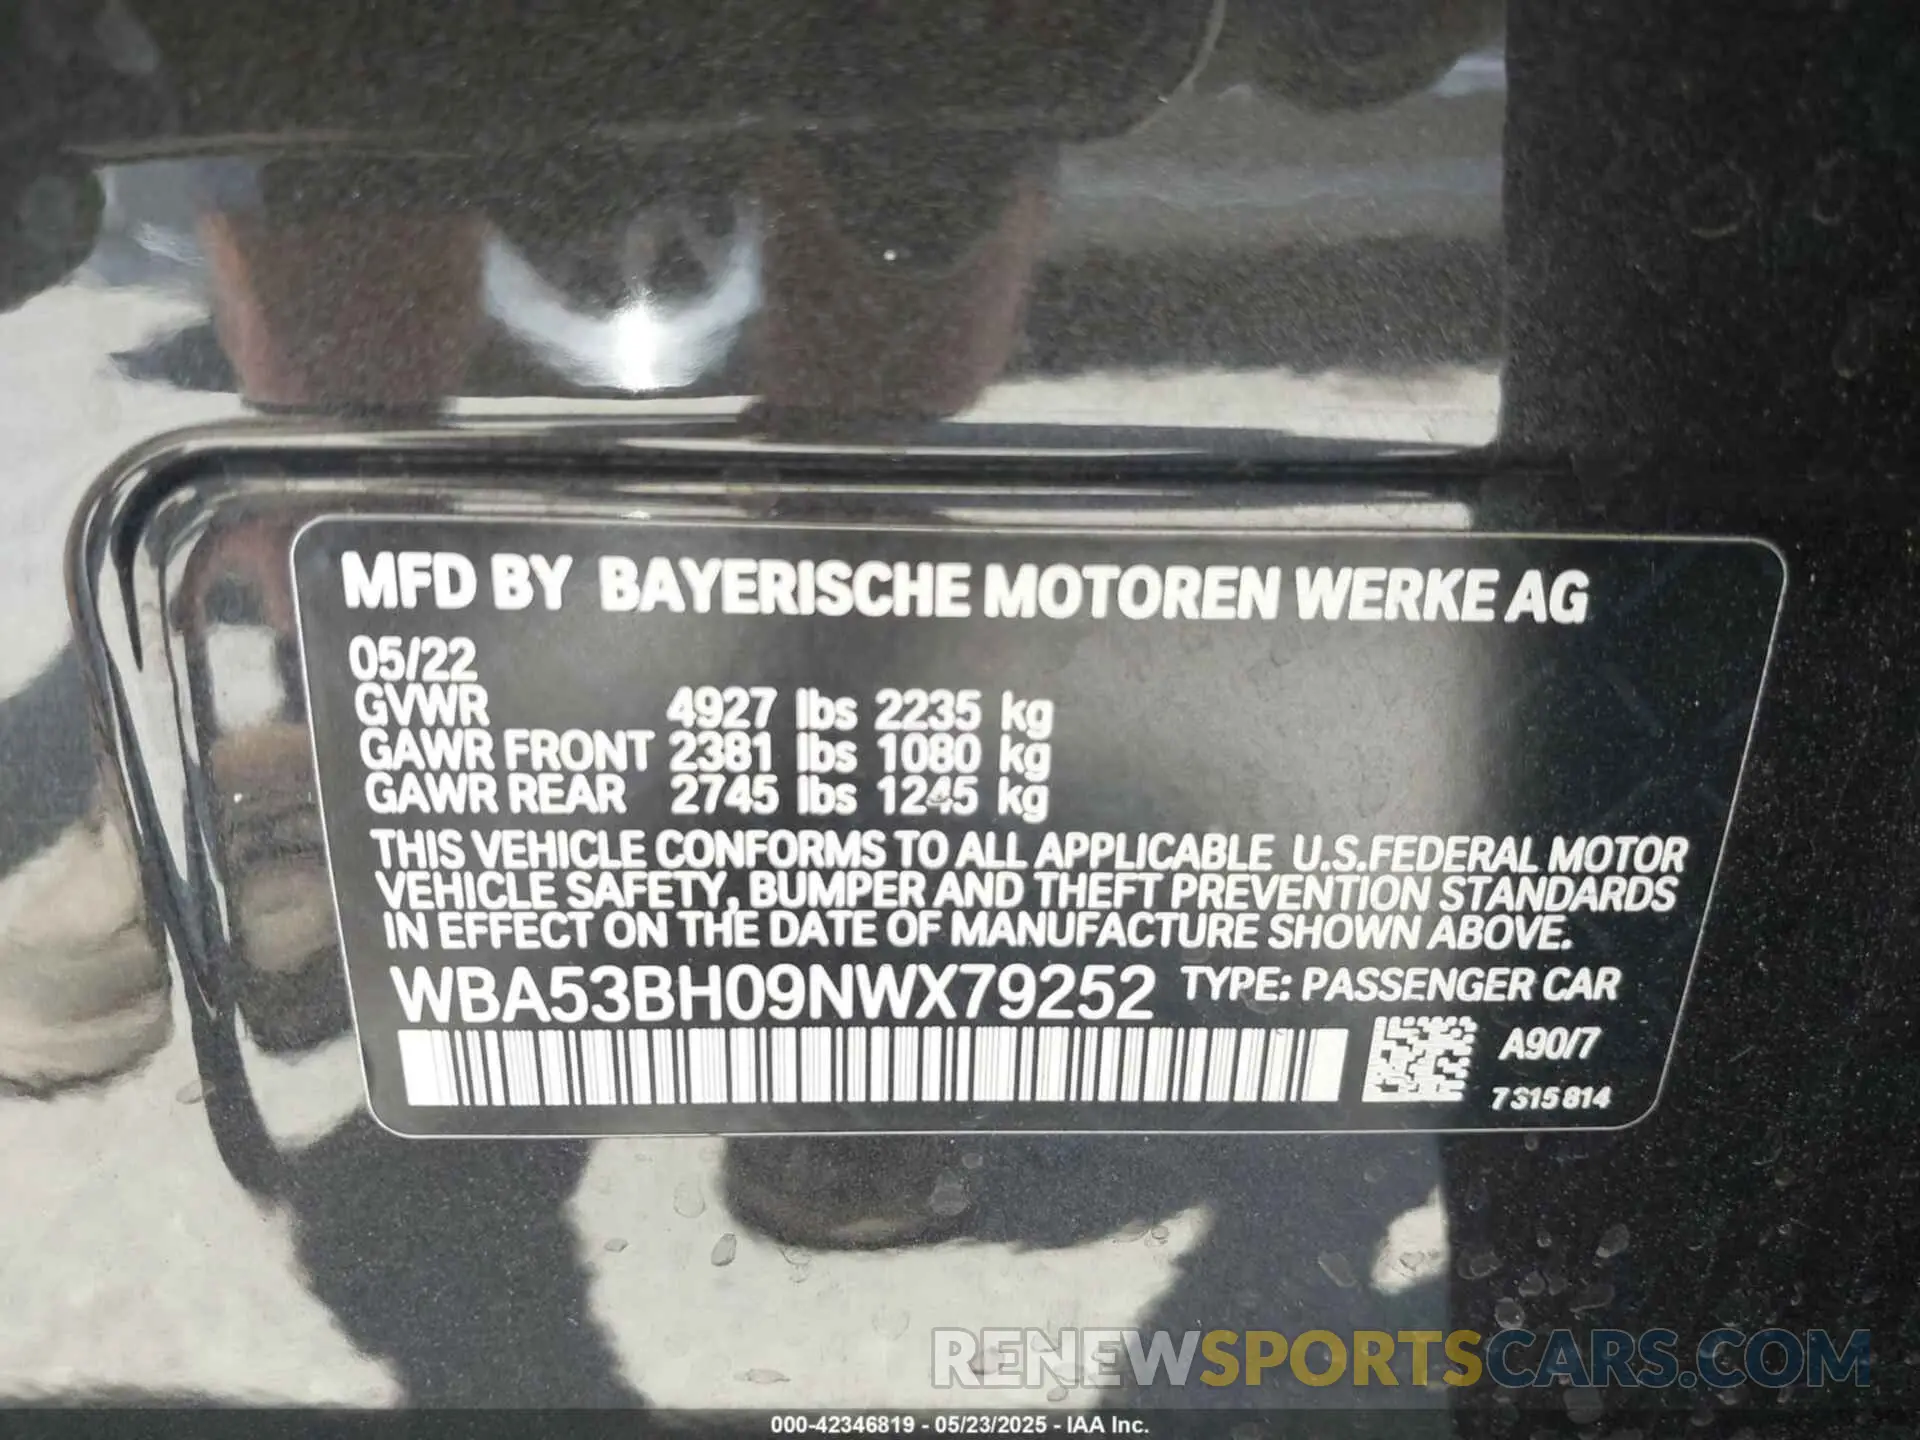 MFD BY BAYERISCHE MOTOREN WERKE AG
05/22
GVWR 4927 lbs 2235 kg
GAWR FRONT 2381 lbs 1080 kg
GAWR REAR 2745 lbs 1245 kg
THIS VEHICLE CONFORMS TO ALL APPLICABLE U.S.FEDERAL MOTOR
VEHICLE SAFETY, BUMPER AND THEFT PREVENTION STANDARDS
IN EFFECT ON THE DATE OF MANUFACTURE SHOWN ABOVE.
WBA53BH09NWX79252 TYPE: PASSENGER CAR
A90/7
7315814
RENEWSPORTSCARS.COM
000-42346819 - 05/23/2025 - IAA Inc.